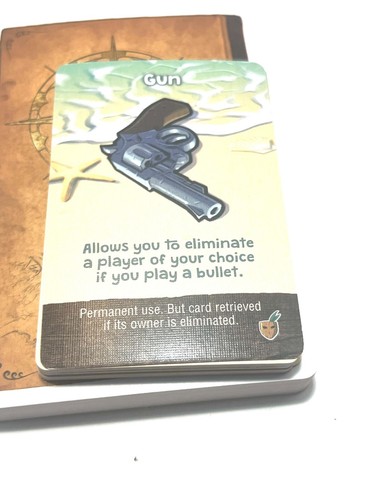 Gun
Allows you to eliminate
a player of your choice
if you play a bullet.
Permanent use. But card retrieved
if its owner is eliminated.